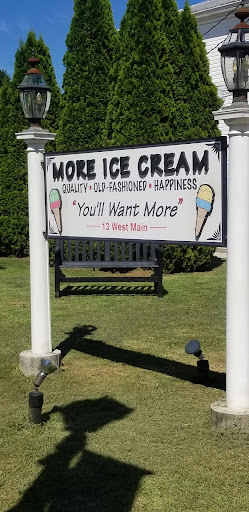 MORE ICE CREAM
QUALITY • OLD-FASHIONED • HAPPINESS
"You'll Want More"
— 13 West Main —